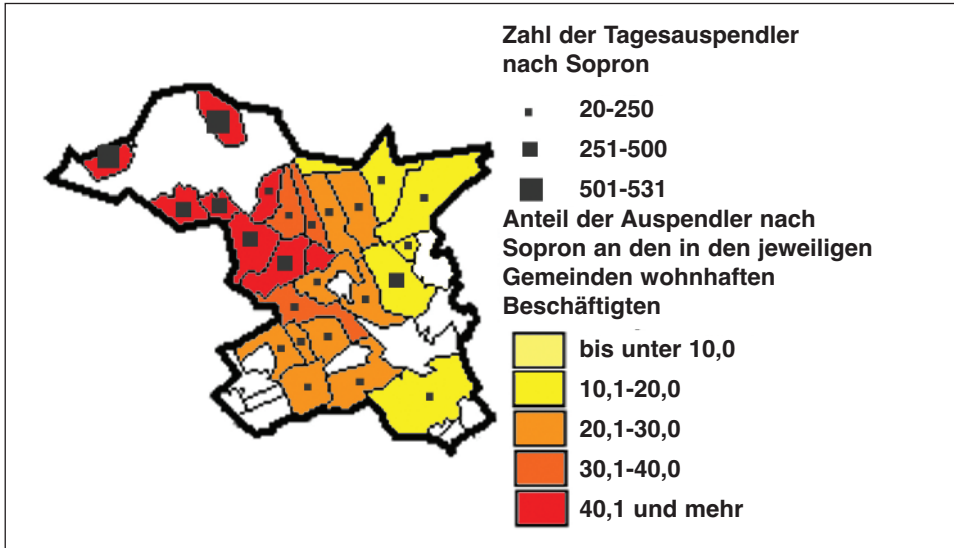 Zahl der Tagesauspendler
nach Sopron
20-250
251-500
501-531
Anteil der Auspendler nach
Sopron an den in den jeweiligen
Gemeinden wohnhaften
Beschäftigten
bis unter 10,0
10,1-20,0
20,1-30,0
30,1-40,0
40,1 und mehr